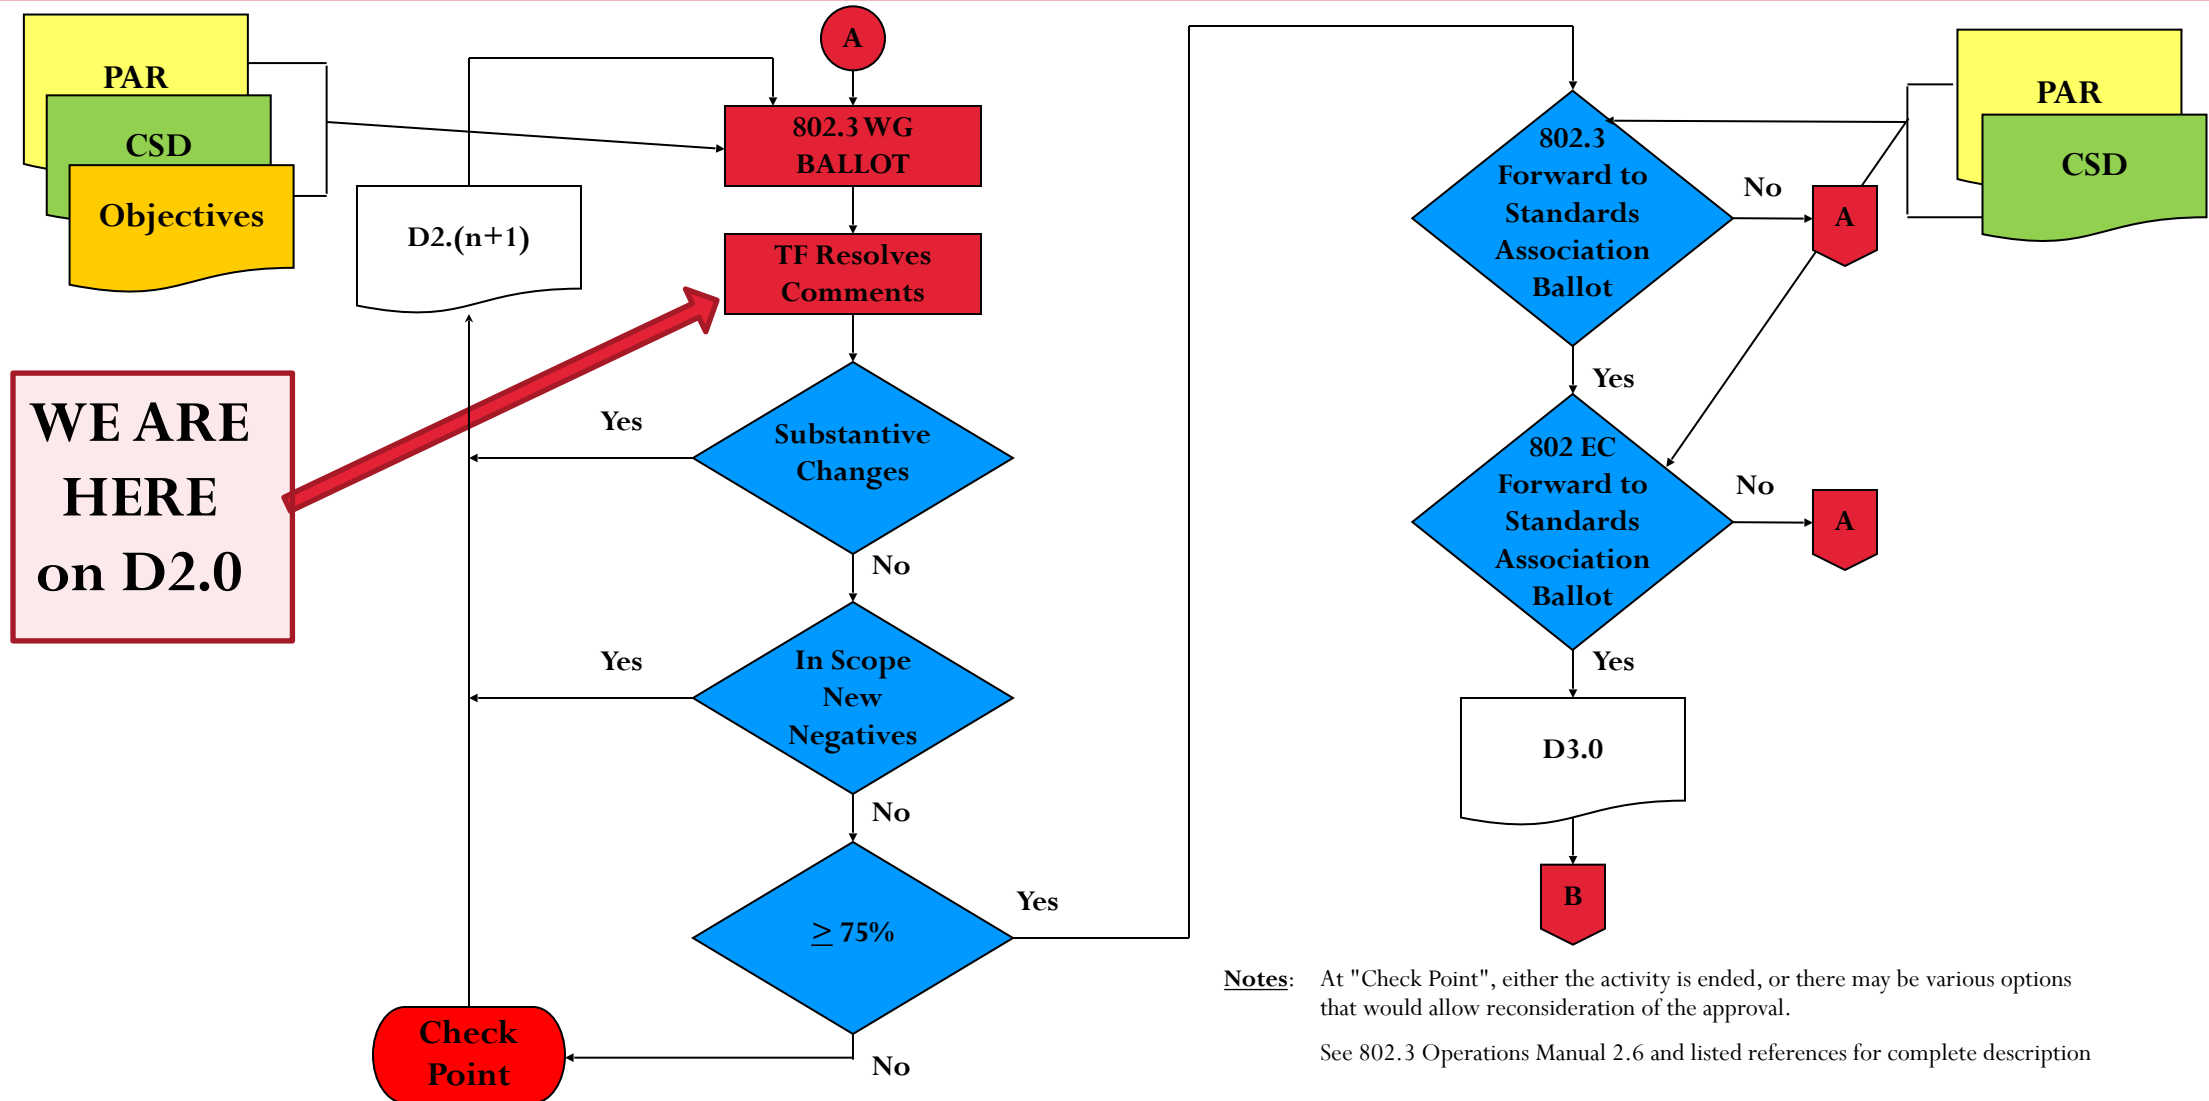 PAR
CSD
Objectives
D2.(n+1)
WE ARE
HERE
on D2.0
A
802.3 WG
BALLOT
TF Resolves
Comments
Yes
Substantive
Changes
No
Yes
In Scope
New
Negatives
No
≥ 75%
Yes
No
Check
Point
802.3
Forward to
Standards
Association
Ballot
No
A
PAR
CSD
Yes
802 EC
Forward to
Standards
Association
Ballot
No
A
Yes
D3.0
B
Notes: At "Check Point", either the activity is ended, or there may be various options
that would allow reconsideration of the approval.
See 802.3 Operations Manual 2.6 and listed references for complete description